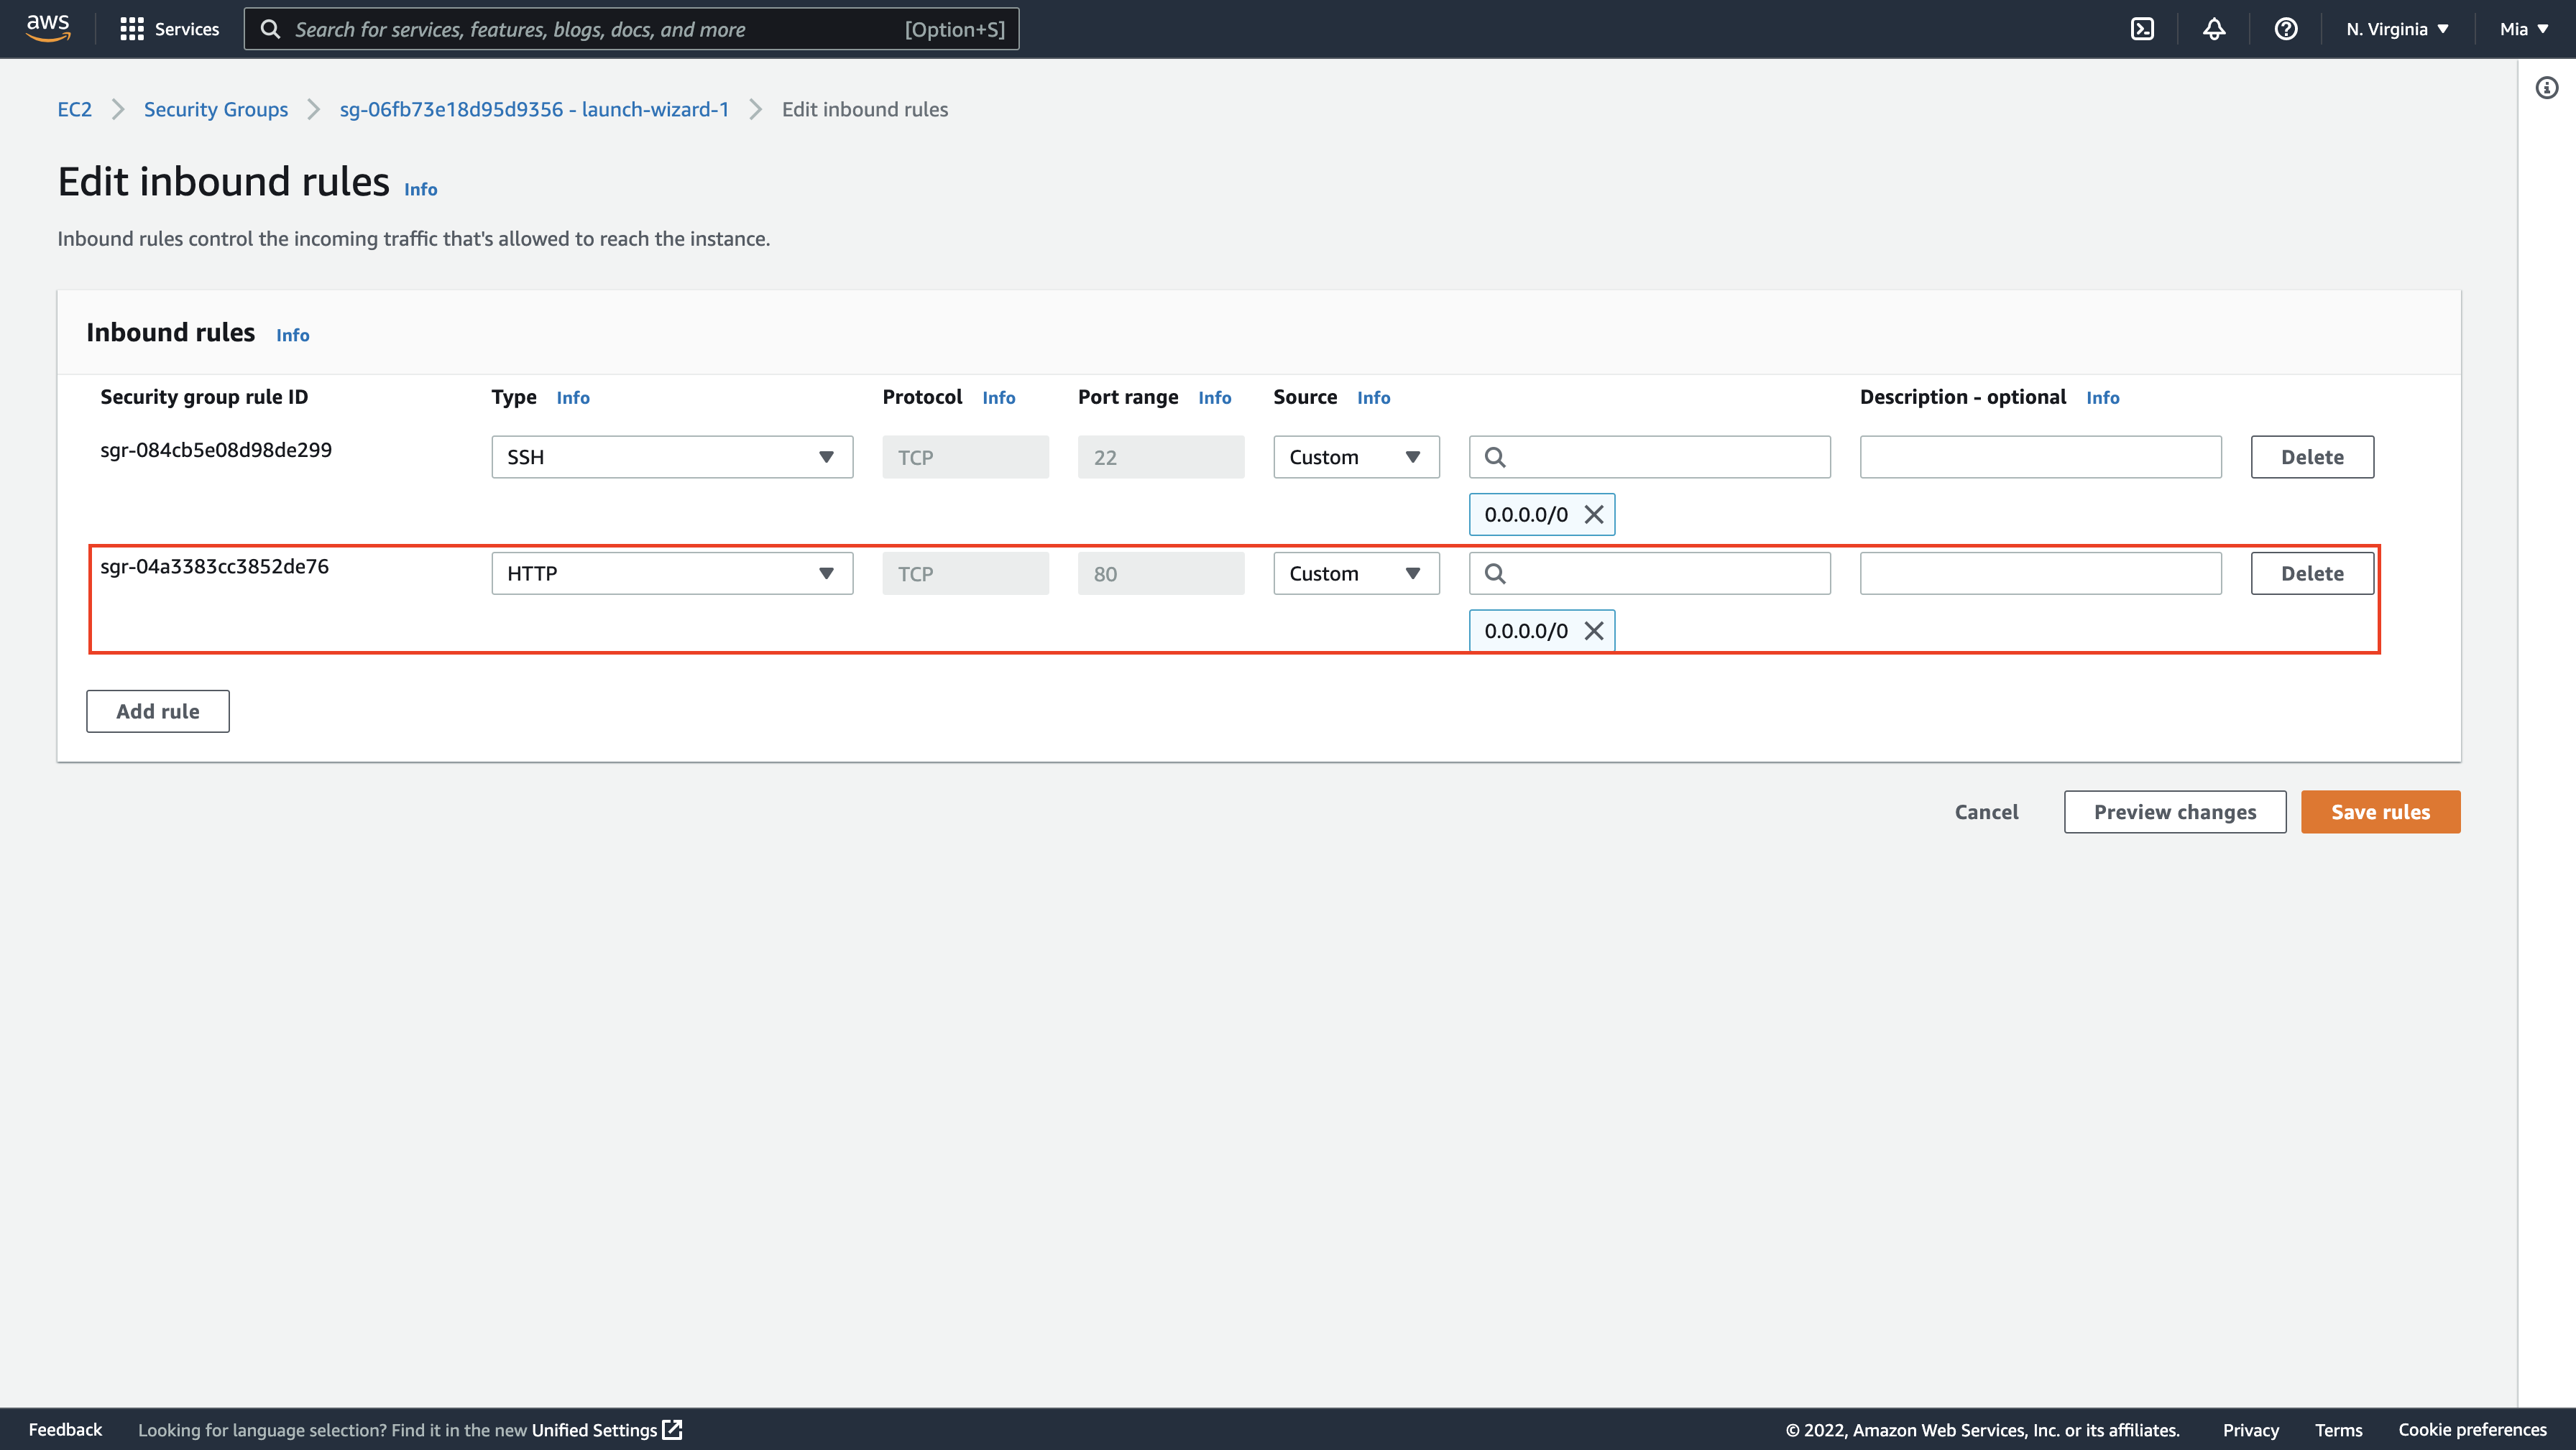 aws
Services
Search for services, features, blogs, docs, and more
[Option+S]
N. Virginia
Mia
EC2
Security Groups
sg-06fb73e18d95d9356 - launch-wizard-1
Edit inbound rules
Edit inbound rules Info
Inbound rules control the incoming traffic that's allowed to reach the instance.
Inbound rules Info
Security group rule ID Type Info Protocol Info Port range Info Source Info Description - optional Info
sgr-084cb5e08d98de299 SSH TCP 22 Custom Delete
0.0.0.0/0
sgr-04a3383cc3852de76 HTTP TCP 80 Custom Delete
0.0.0.0/0
Add rule
Cancel Preview changes Save rules
Feedback Looking for language selection? Find it in the new Unified Settings © 2022, Amazon Web Services, Inc. or its affiliates. Privacy Terms Cookie preferences